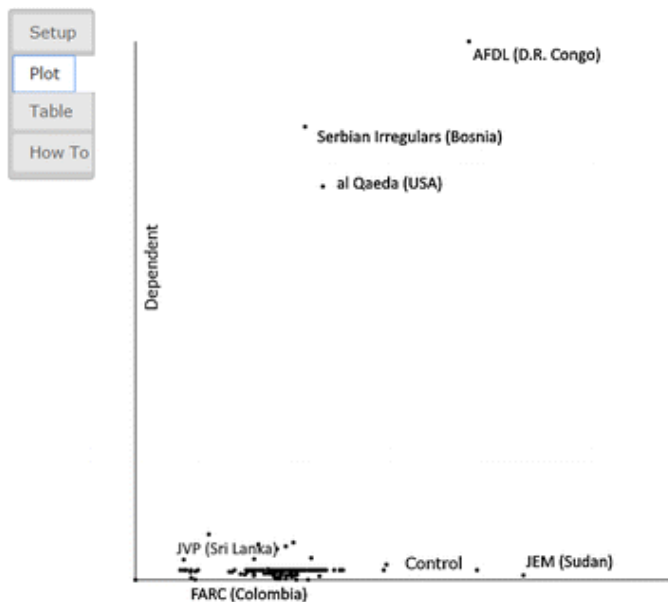 Setup
Plot
Table
How To
AFDL (D.R. Congo)
Serbian Irregulars (Bosnia)
al Qaeda (USA)
Dependent
JVP (Sri Lanka)
Control
JEM (Sudan)
FARC (Colombia)